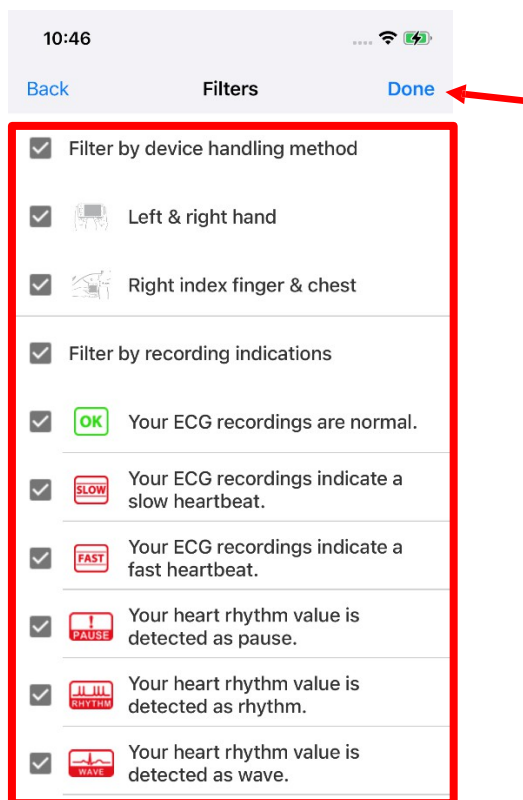 10:46
Back Filters Done
Filter by device handling method
Left & right hand
Right index finger & chest
Filter by recording indications
OK Your ECG recordings are normal.
Your ECG recordings indicate a
SLOW slow heartbeat.
Your ECG recordings indicate a
FAST fast heartbeat.
Your heart rhythm value is
PAUSE detected as pause.
Your heart rhythm value is
RHYTHM detected as rhythm.
Your heart rhythm value is
WAVE detected as wave.